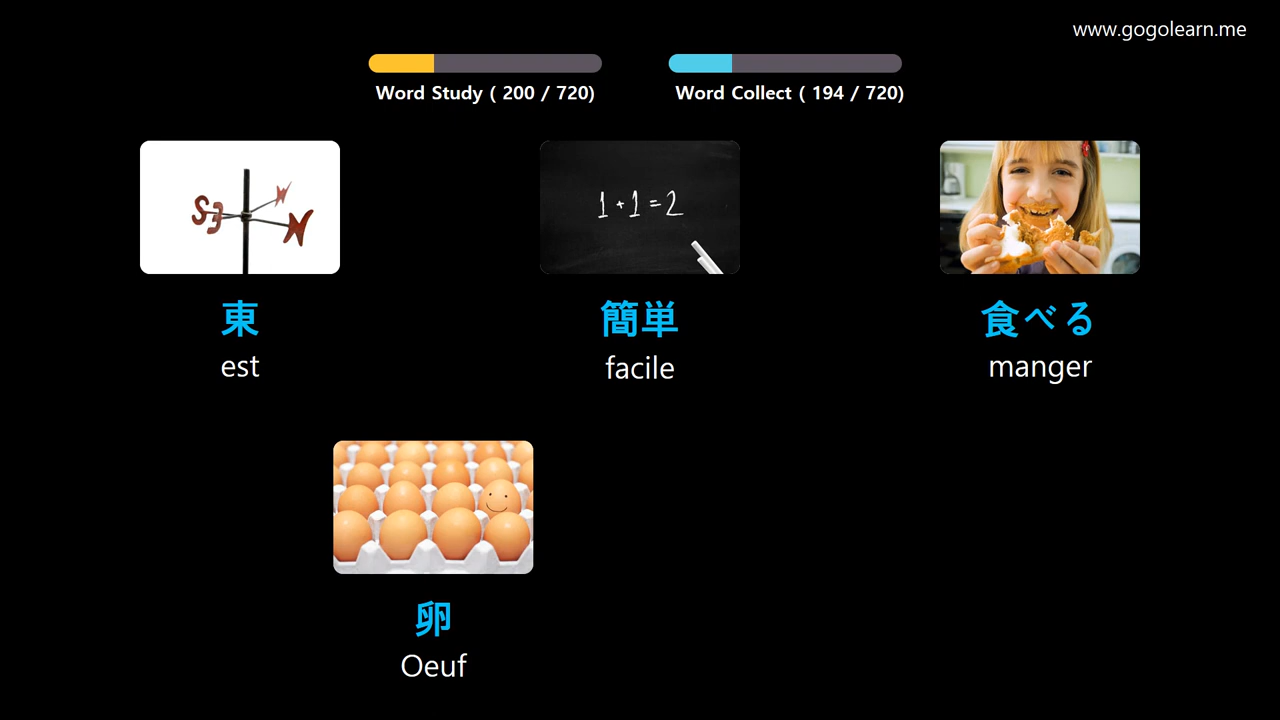 www.gogolearn.me
Word Study ( 200 / 720)
Word Collect ( 194 / 720)
S E W N
1+1=2
東
est
簡単
facile
食べる
manger
卵
Oeuf